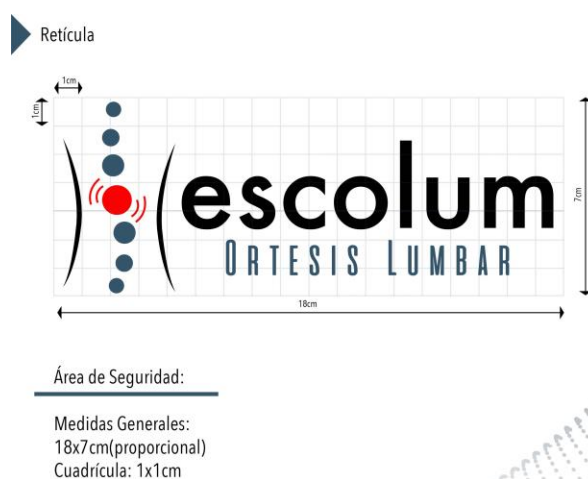 Retícula
1cm
1cm
escolum
ORTESIS LUMBAR
7cm
18cm
Área de Seguridad:
Medidas Generales:
18x7cm(proporcional)
Cuadrícula: 1x1cm